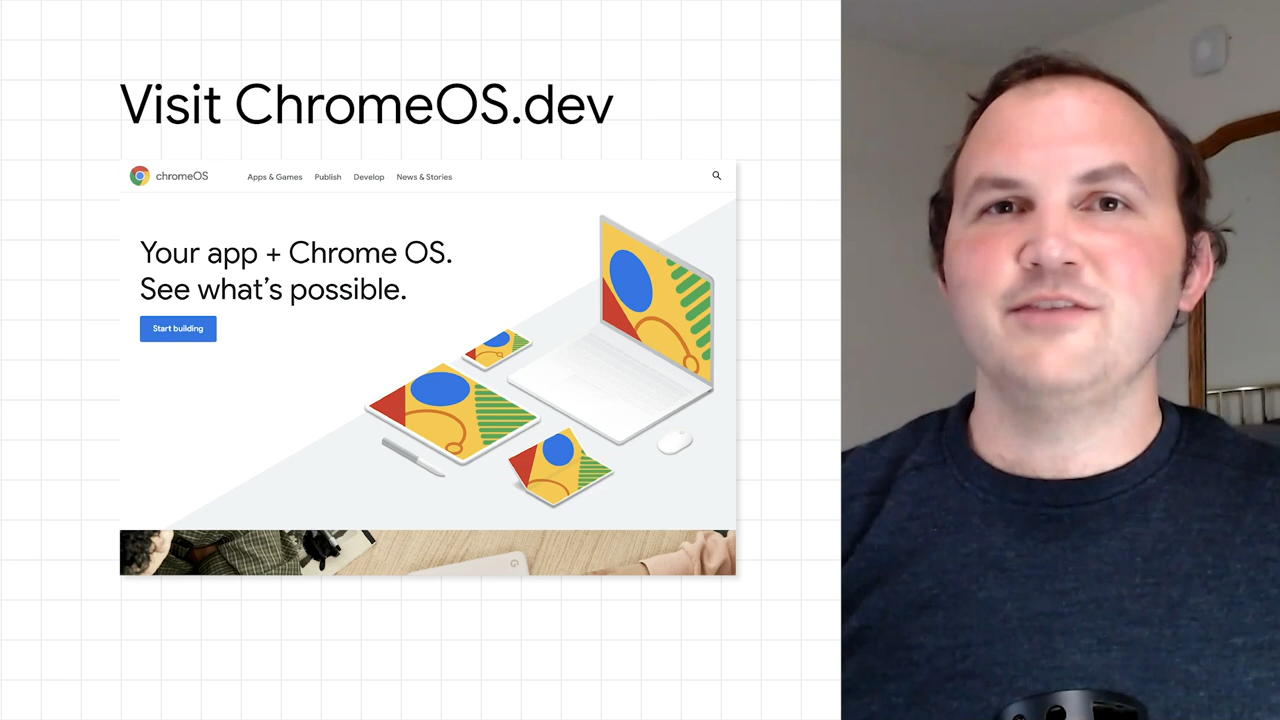 Visit ChromeOS.dev
chromeOS Apps & Games Publish Develop News & Stories
Your app + Chrome OS.
See what's possible.
Start building
G